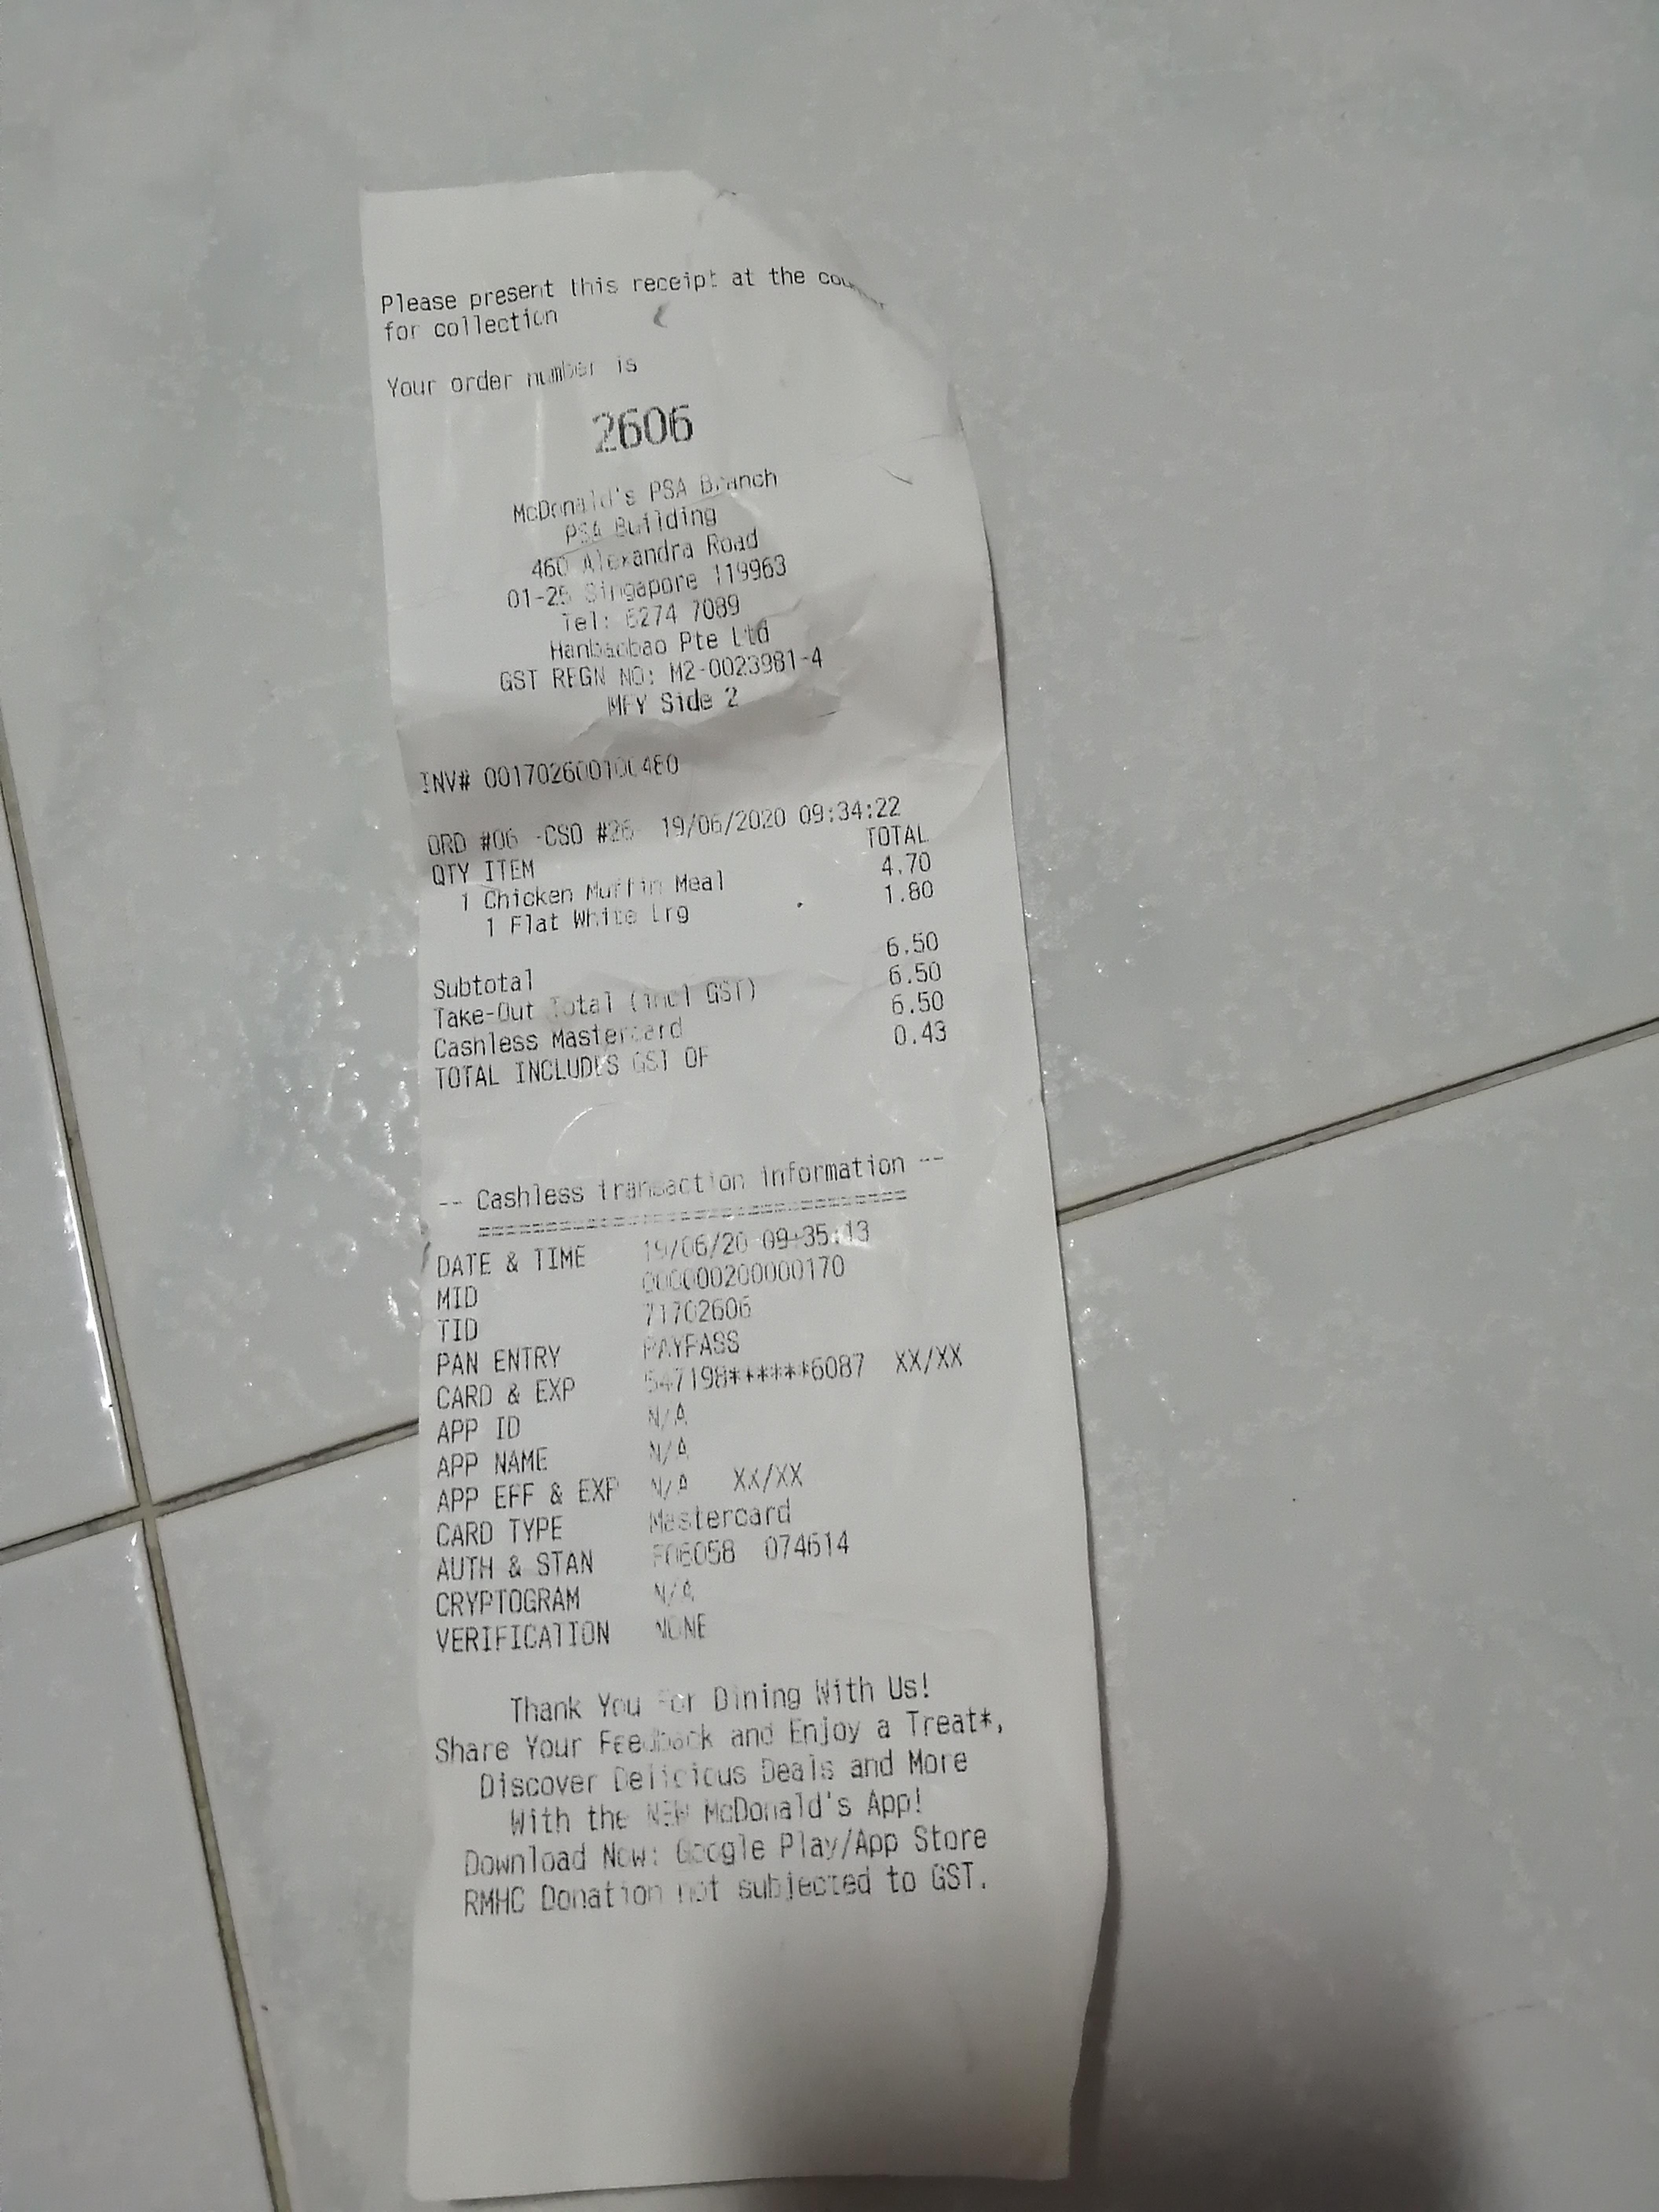 Please present this receipt at the counter
for collection
Your order number is
2606
McDonald's PSA Branch
PSA Building
460 Alexandra Road
01-25 Singapore 119963
Tel: 6274 7089
Hanbaobao Pte Ltd
GST REGN NO: M2-0023981-4
MFY Side 2
INV#
ORD #06 -CSO #26 19/06/2020 09:34:22
QTY ITEM TOTAL
1 Chicken Muffin Meal 4.70
1 Flat White Lrg 1.80
Subtotal 6.50
Take-Out Total (incl GST) 6.50
Cashless Mastercard 6.50
TOTAL INCLUDES GST OF 0.43
-- Cashless transaction information --
==================================
DATE & TIME 19/06/20 09:35:13
MID 000000200000170
TID 71702606
PAN ENTRY PAYPASS
CARD & EXP 547198******6087 XX/XX
APP ID N/A
APP NAME N/A
APP EFF & EXP N/A XX/XX
CARD TYPE Mastercard
AUTH & STAN F06058 074614
CRYPTOGRAM N/A
VERIFICATION NONE
Thank You For Dining With Us!
Share Your Feedback and Enjoy a Treat*,
Discover Delicious Deals and More
With the NEW McDonald's App!
Download Now: Google Play/App Store
RMHC Donation not subjected to GST.